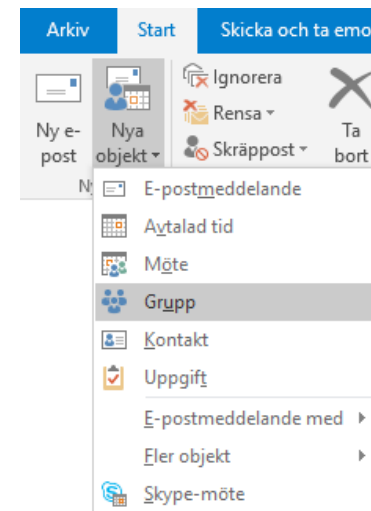 Arkiv Start Skicka och ta emo
Ignorera
Rensa
Skräppost
Ny e-
post
Nya
objekt
Ta
bort
N
E-postmeddelande
Avtalad tid
Möte
Grupp
Kontakt
Uppgift
E-postmeddelande med
Fler objekt
Skype-möte